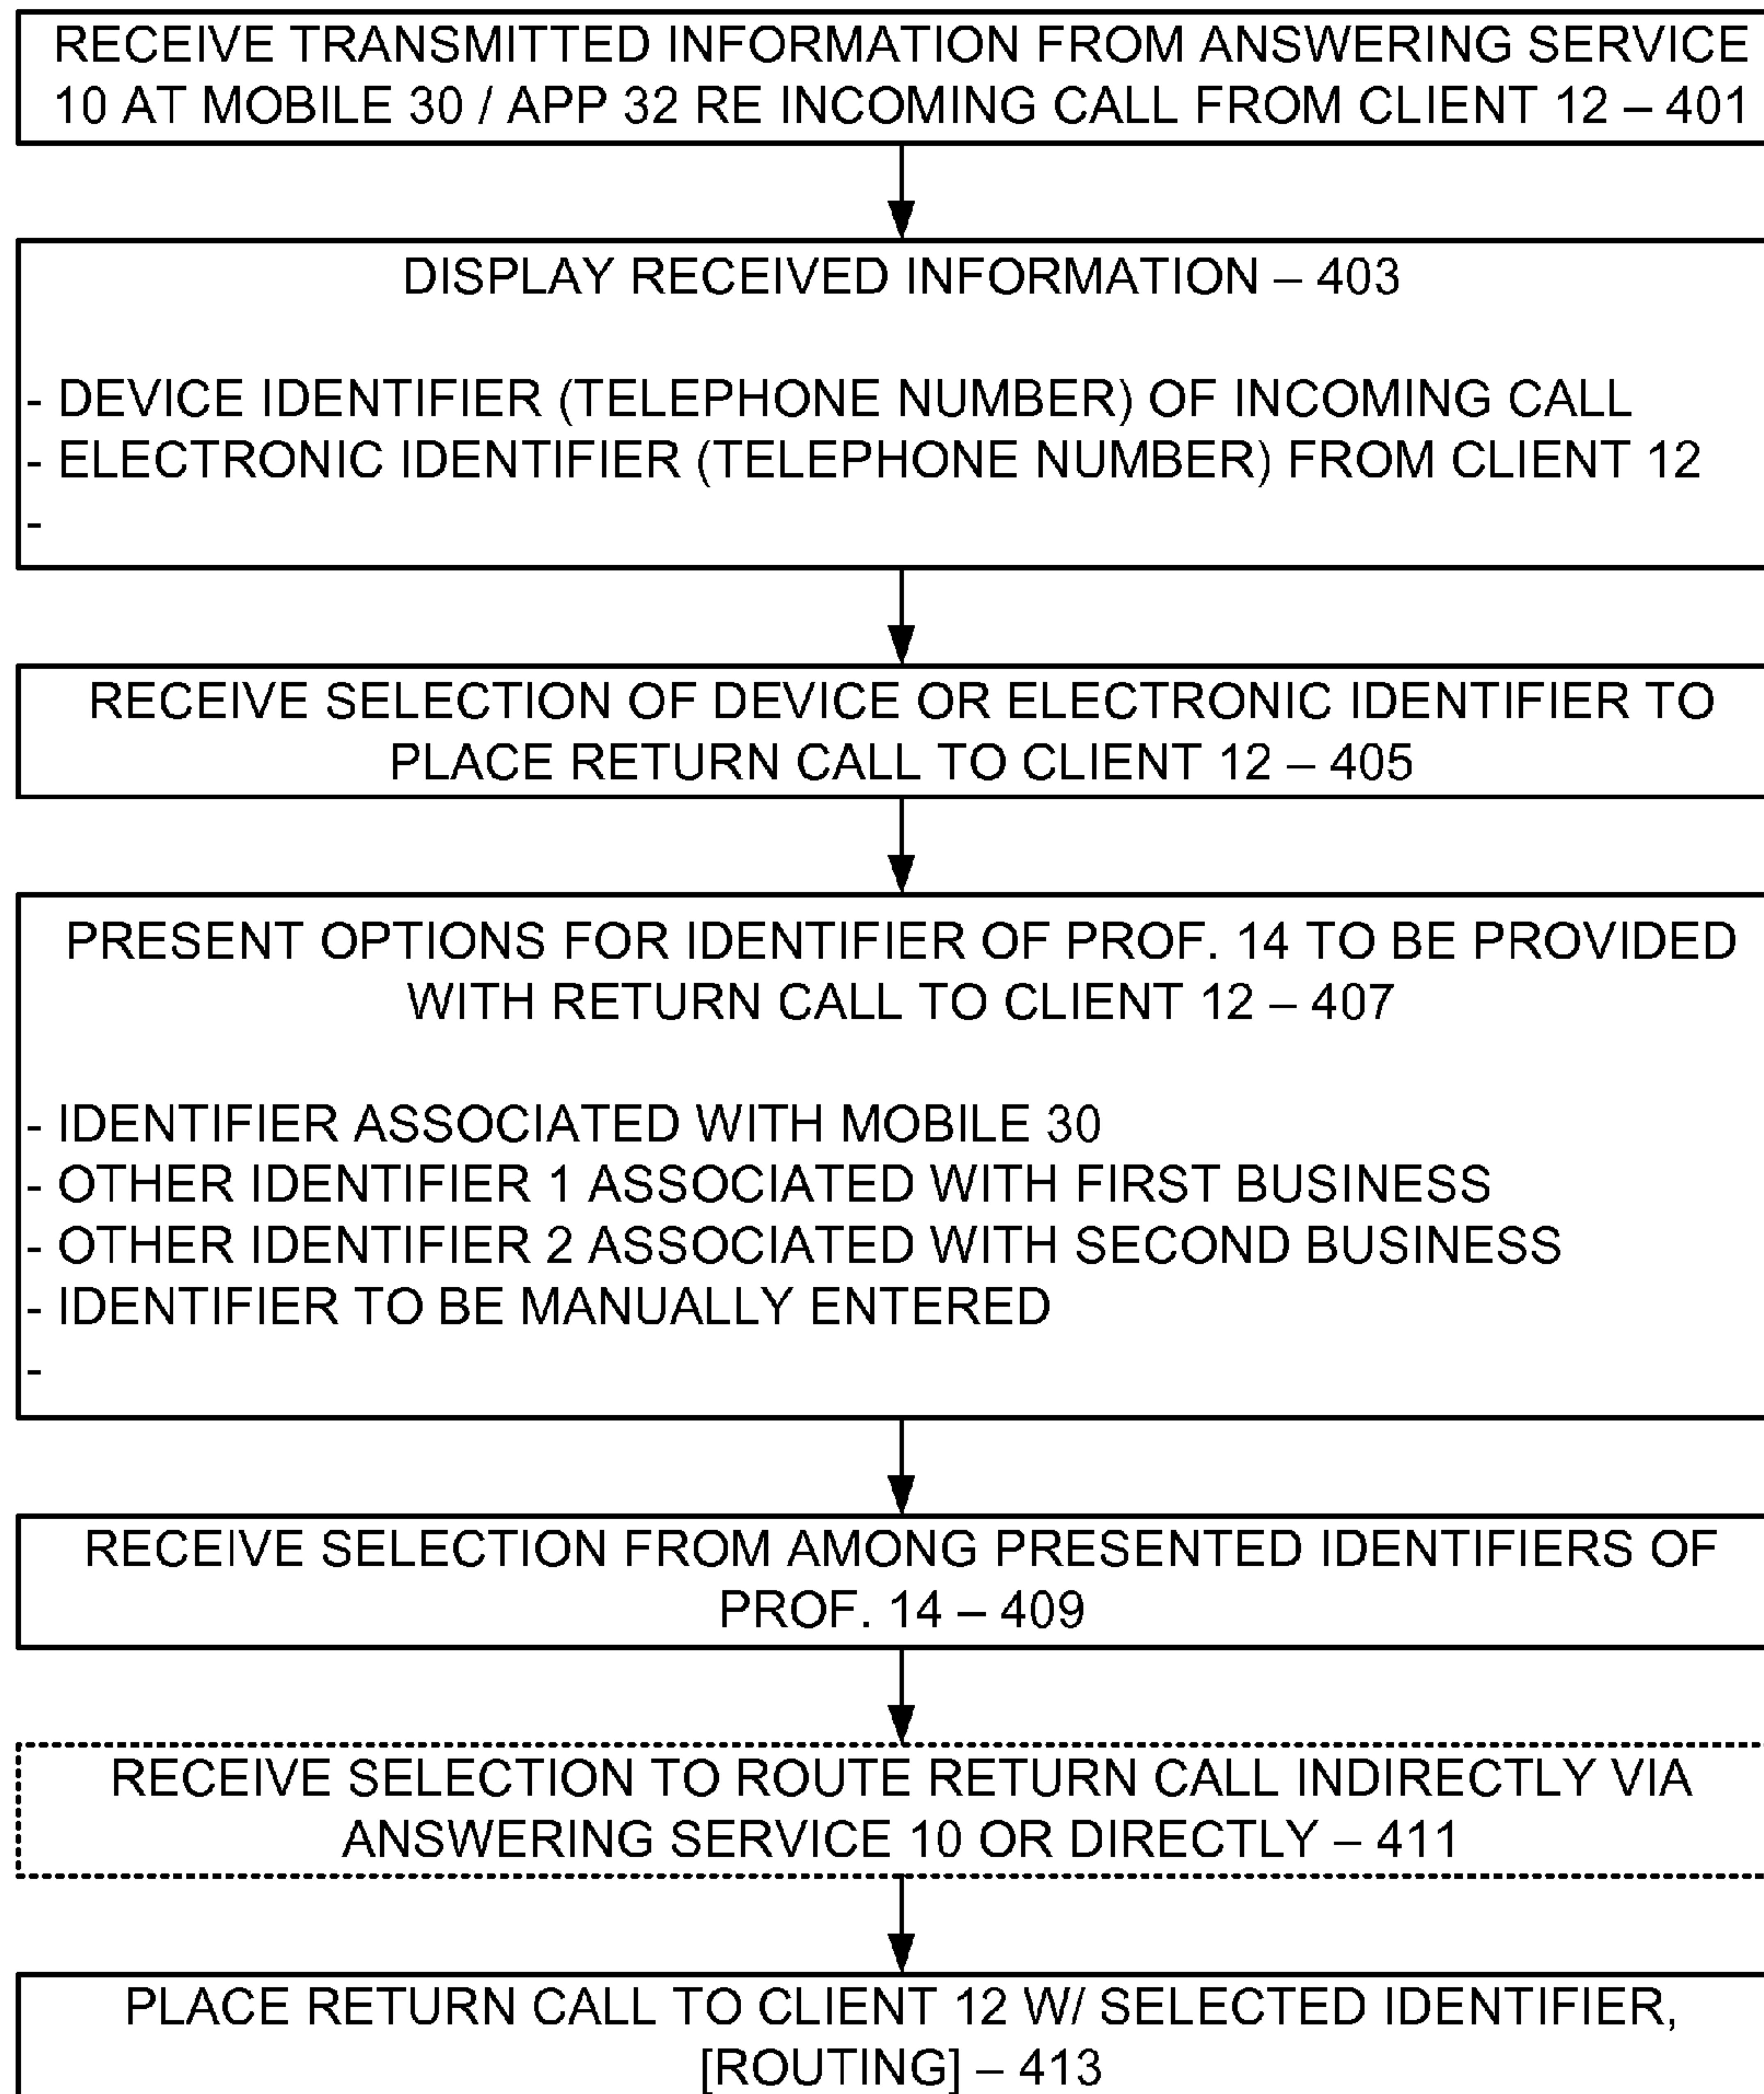 RECEIVE TRANSMITTED INFORMATION FROM ANSWERING SERVICE
10 AT MOBILE 30 / APP 32 RE INCOMING CALL FROM CLIENT 12 – 401
DISPLAY RECEIVED INFORMATION – 403
- DEVICE IDENTIFIER (TELEPHONE NUMBER) OF INCOMING CALL
- ELECTRONIC IDENTIFIER (TELEPHONE NUMBER) FROM CLIENT 12
-
RECEIVE SELECTION OF DEVICE OR ELECTRONIC IDENTIFIER TO
PLACE RETURN CALL TO CLIENT 12 – 405
PRESENT OPTIONS FOR IDENTIFIER OF PROF. 14 TO BE PROVIDED
WITH RETURN CALL TO CLIENT 12 – 407
- IDENTIFIER ASSOCIATED WITH MOBILE 30
- OTHER IDENTIFIER 1 ASSOCIATED WITH FIRST BUSINESS
- OTHER IDENTIFIER 2 ASSOCIATED WITH SECOND BUSINESS
- IDENTIFIER TO BE MANUALLY ENTERED
-
RECEIVE SELECTION FROM AMONG PRESENTED IDENTIFIERS OF
PROF. 14 – 409
RECEIVE SELECTION TO ROUTE RETURN CALL INDIRECTLY VIA
ANSWERING SERVICE 10 OR DIRECTLY – 411
PLACE RETURN CALL TO CLIENT 12 W/ SELECTED IDENTIFIER,
[ROUTING] – 413